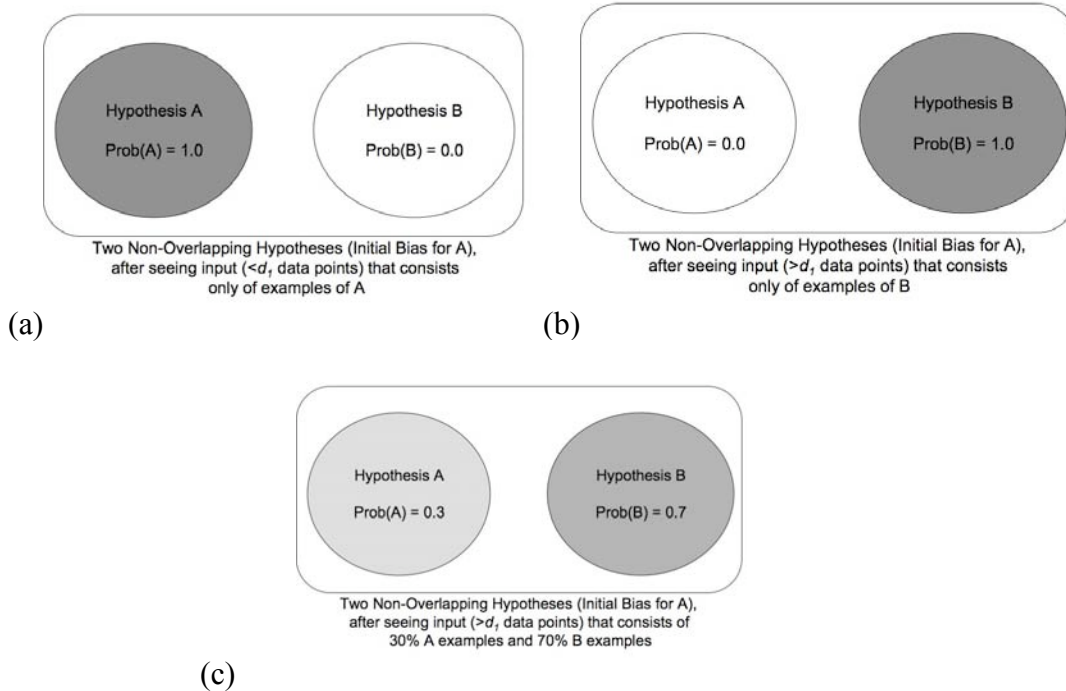 Hypothesis A
Prob(A) = 1.0
Hypothesis B
Prob(B) = 0.0
Two Non-Overlapping Hypotheses (Initial Bias for A),
after seeing input (<d₁ data points) that consists
only of examples of A
(a)
Hypothesis A
Prob(A) = 0.0
Hypothesis B
Prob(B) = 1.0
Two Non-Overlapping Hypotheses (Initial Bias for A),
after seeing input (>d₁ data points) that consists
only of examples of B
(b)
Hypothesis A
Prob(A) = 0.3
Hypothesis B
Prob(B) = 0.7
Two Non-Overlapping Hypotheses (Initial Bias for A),
after seeing input (>d₁ data points) that consists of
30% A examples and 70% B examples
(c)